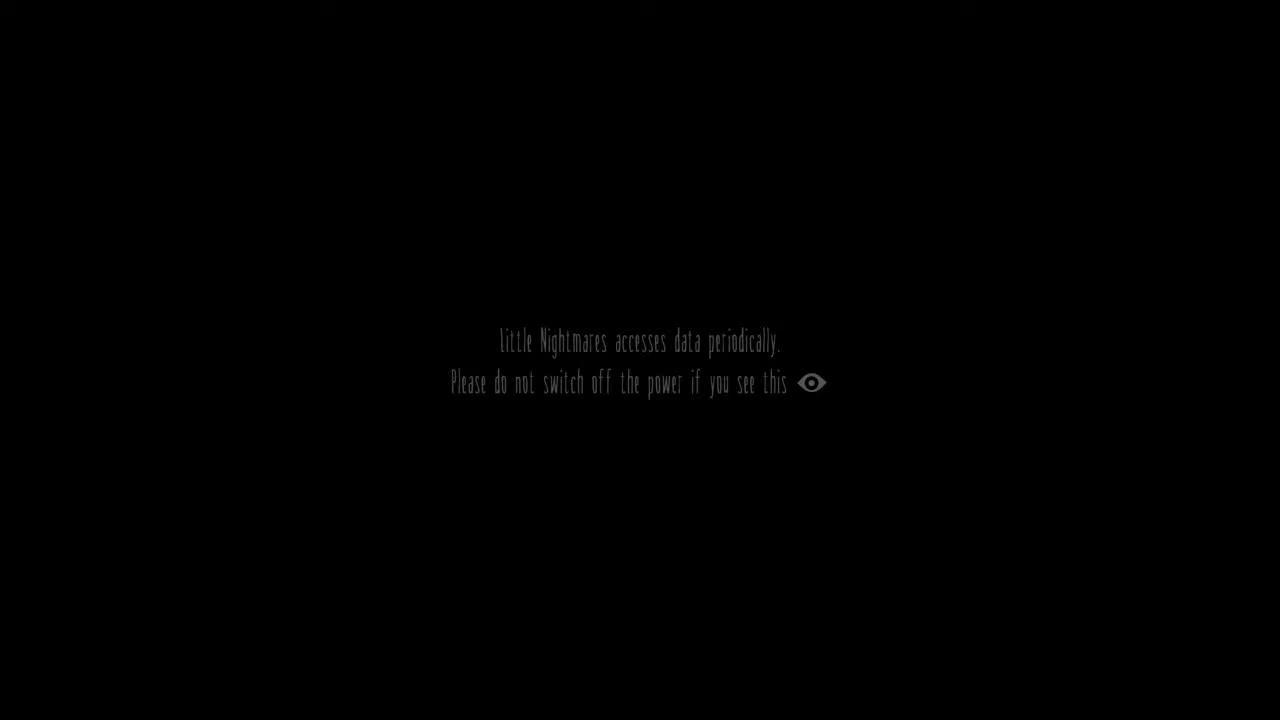 Little Nightmares accesses data periodically.
Please do not switch off the power if you see this